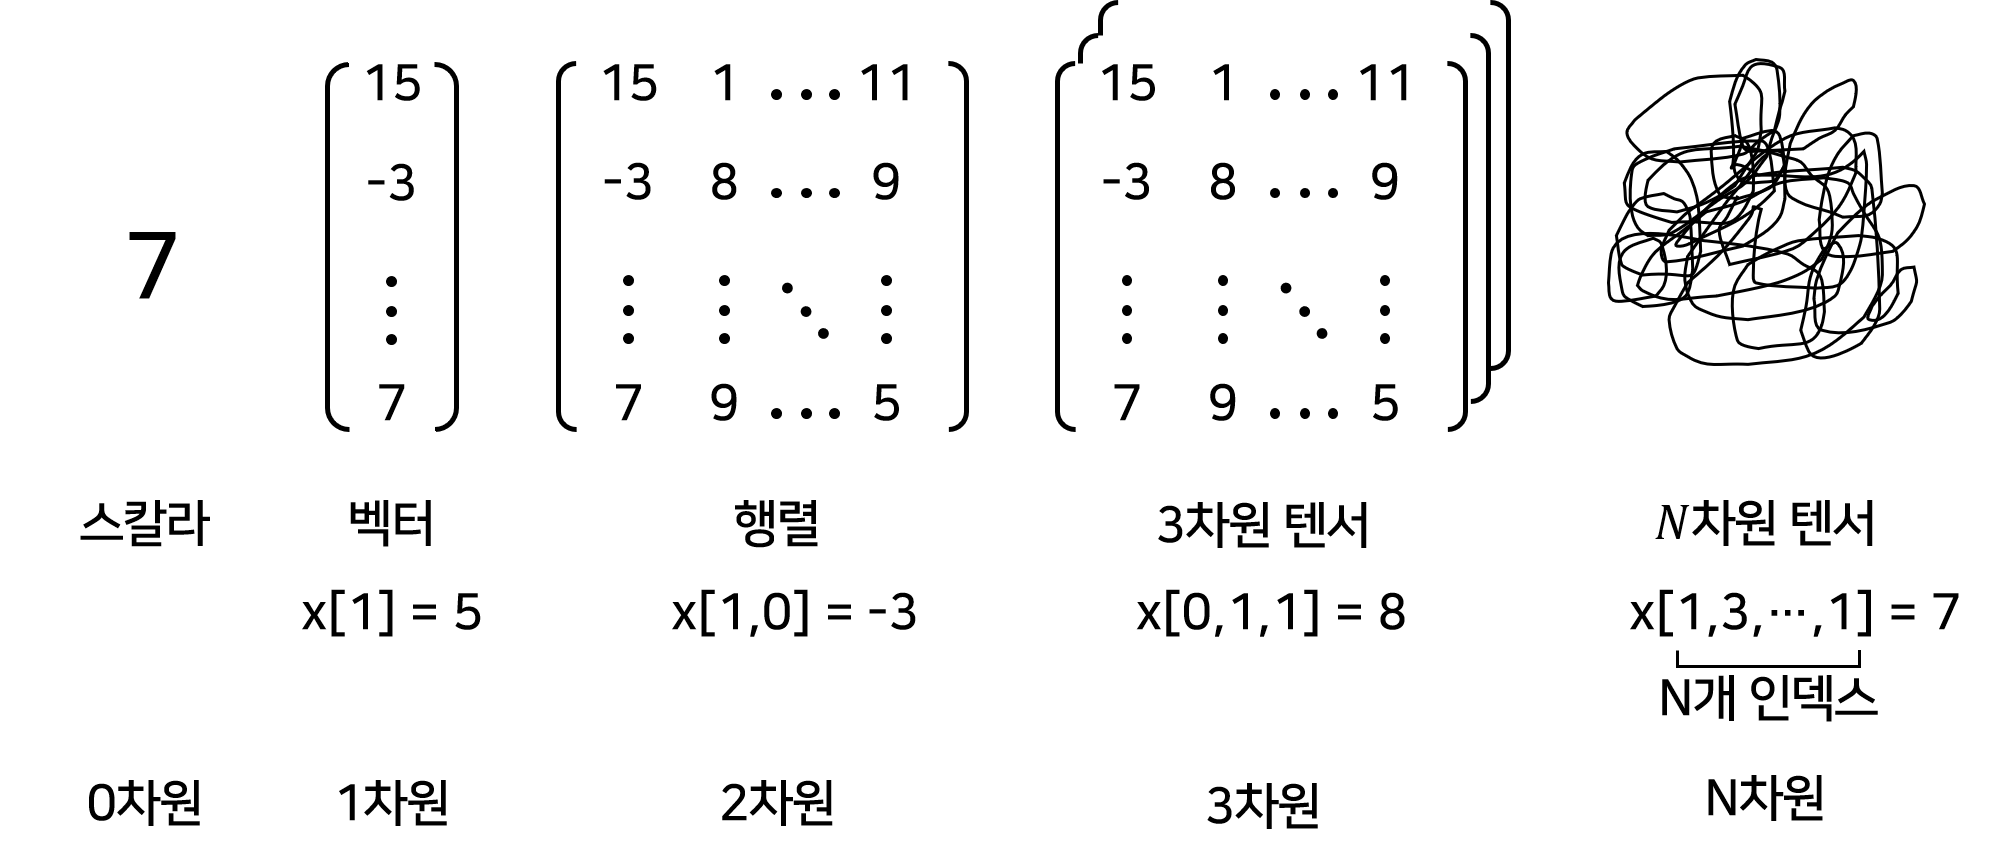 7
15
-3
⋮
7
15 1 ... 11
-3 8 ... 9
⋮ ⋮ ⋱ ⋮
7 9 ... 5
15 1 ... 11
-3 8 ... 9
⋮ ⋮ ⋱ ⋮
7 9 ... 5
스칼라 벡터 행렬 3차원 텐서 N차원 텐서
x[1] = 5 x[1,0] = -3 x[0,1,1] = 8 x[1,3,⋯,1] = 7
N개 인덱스
0차원 1차원 2차원 3차원 N차원